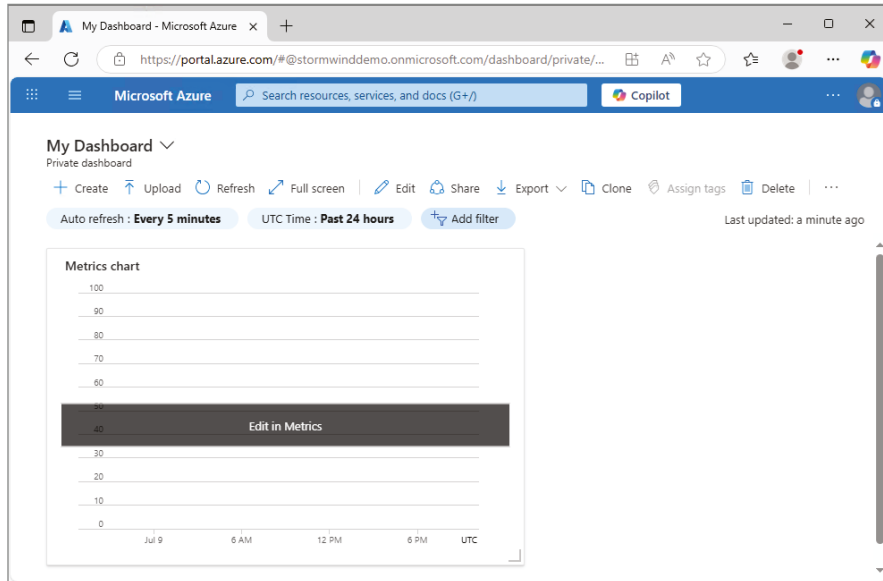 My Dashboard - Microsoft Azure
https://portal.azure.com/#@stormwinddemo.onmicrosoft.com/dashboard/private/...
Microsoft Azure
Search resources, services, and docs (G+/)
Copilot
...
My Dashboard
Private dashboard
Create
Upload
Refresh
Full screen
Edit
Share
Export
Clone
Assign tags
Delete
...
Auto refresh : Every 5 minutes
UTC Time : Past 24 hours
Add filter
Last updated: a minute ago
Metrics chart
100
90
80
70
60
50
40
Edit in Metrics
30
20
10
0
Jul 9
6 AM
12 PM
6 PM
UTC